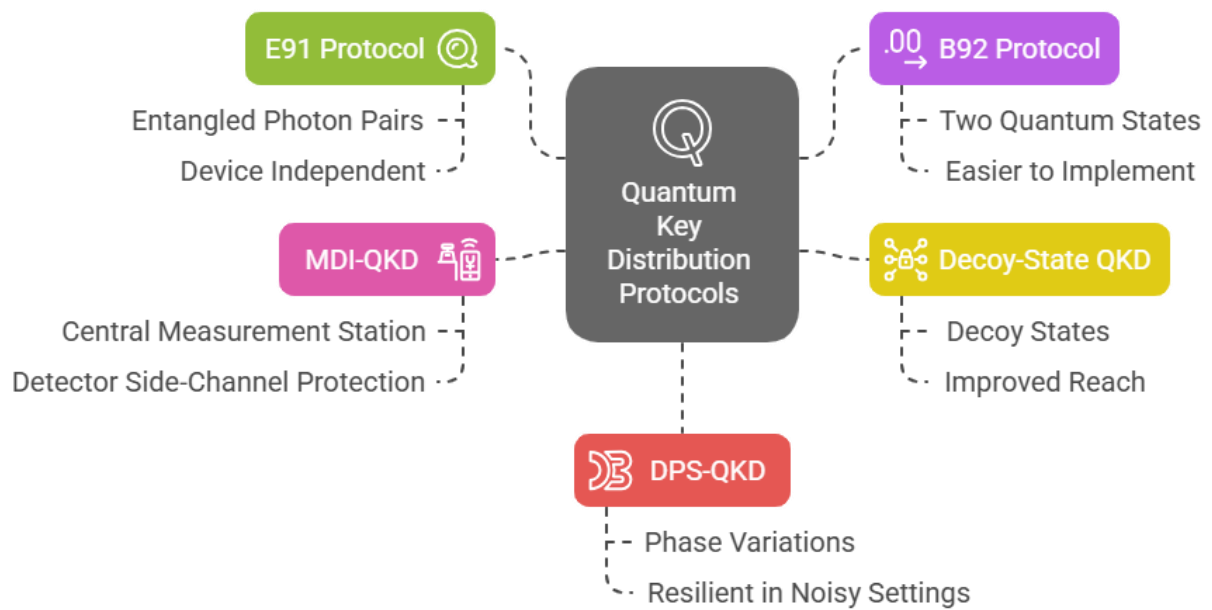 E91 Protocol
Entangled Photon Pairs
Device Independent
MDI-QKD
Central Measurement Station
Detector Side-Channel Protection
Quantum
Key
Distribution
Protocols
.00
B92 Protocol
Two Quantum States
Easier to Implement
Decoy-State QKD
Decoy States
Improved Reach
DPS-QKD
Phase Variations
Resilient in Noisy Settings